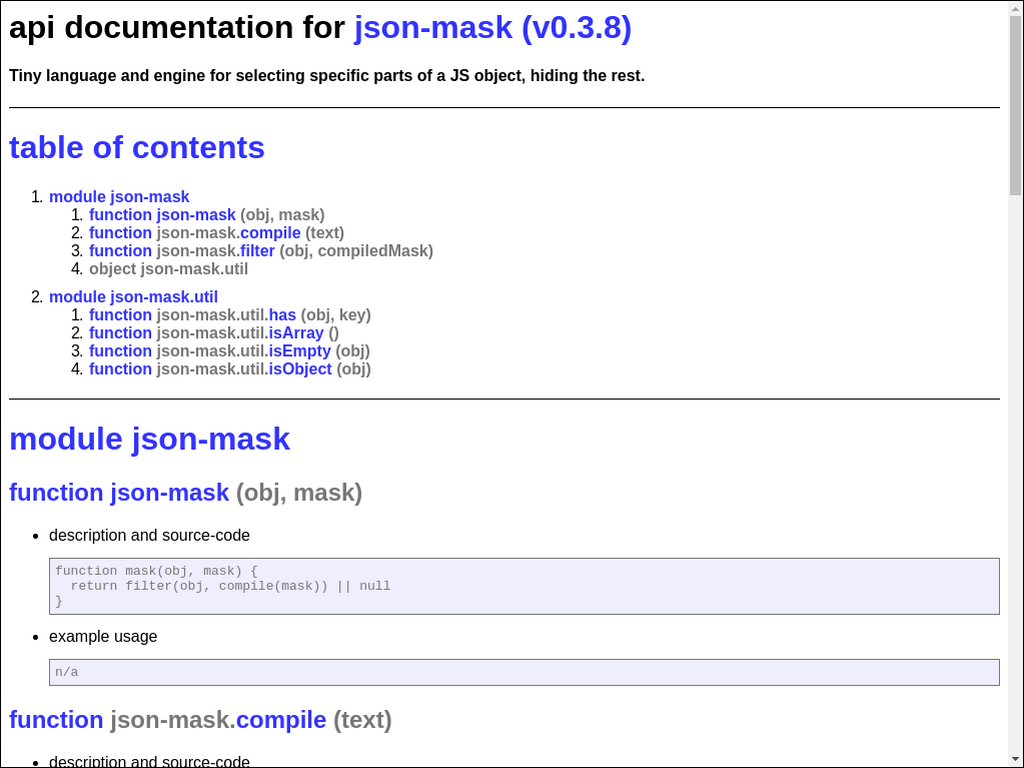 api documentation for json-mask (v0.3.8)
Tiny language and engine for selecting specific parts of a JS object, hiding the rest.
table of contents
1. module json-mask
1. function json-mask (obj, mask)
2. function json-mask.compile (text)
3. function json-mask.filter (obj, compiledMask)
4. object json-mask.util
2. module json-mask.util
1. function json-mask.util.has (obj, key)
2. function json-mask.util.isArray ()
3. function json-mask.util.isEmpty (obj)
4. function json-mask.util.isObject (obj)
module json-mask
function json-mask (obj, mask)
• description and source-code
function mask(obj, mask) {
  return filter(obj, compile(mask)) || null
}
• example usage
n/a
function json-mask.compile (text)
• description and source-code